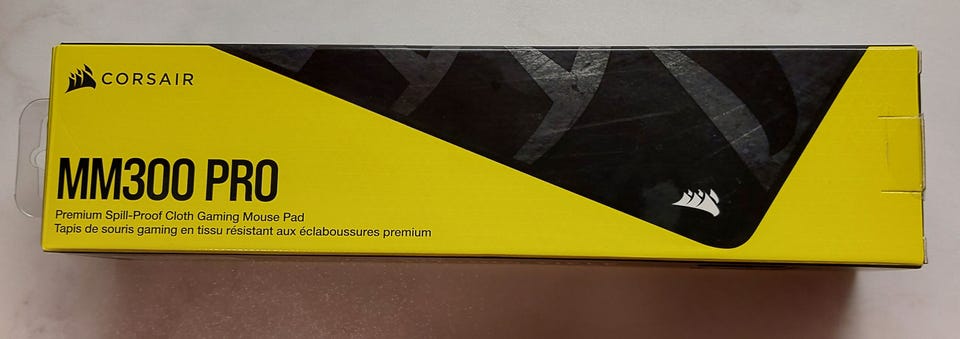 CORSAIR
MM300 PRO
Premium Spill-Proof Cloth Gaming Mouse Pad
Tapis de souris gaming en tissu résistant aux éclaboussures premium